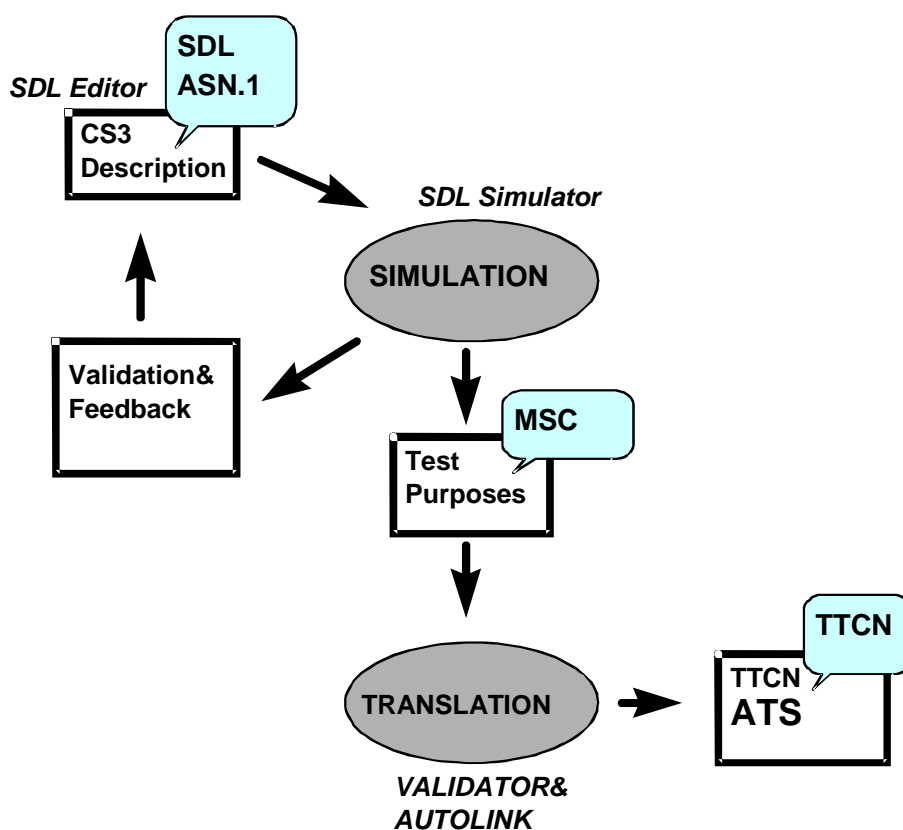 SDL
ASN.1
SDL Editor
CS3
Description
SDL Simulator
SIMULATION
Validation&
Feedback
MSC
Test
Purposes
TTCN
TTCN
ATS
TRANSLATION
VALIDATOR&
AUTOLINK